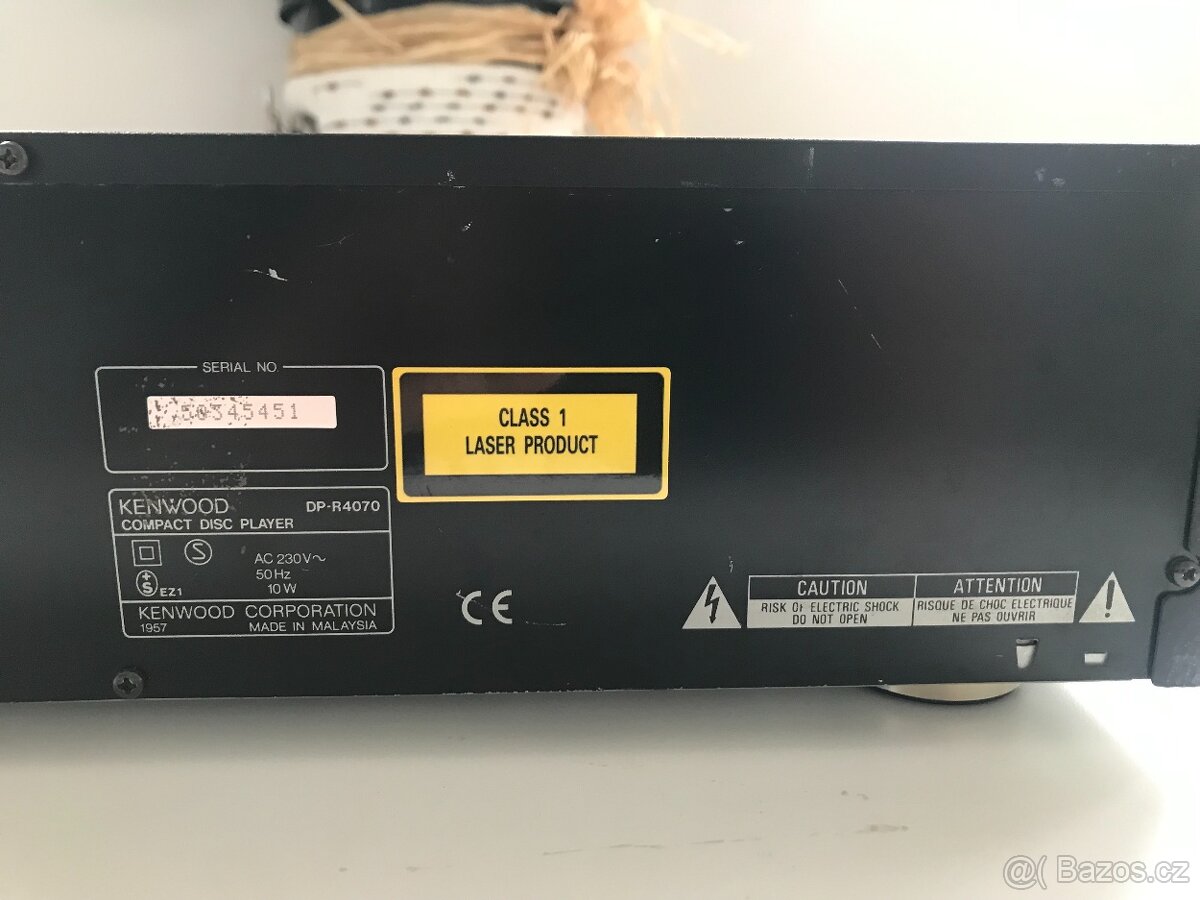 SERIAL NO
50345451
CLASS 1
LASER PRODUCT
KENWOOD DP-R4070
COMPACT DISC PLAYER
S
AC 230V~
50Hz
+S EZ1
10W
KENWOOD CORPORATION
1957 MADE IN MALAYSIA
CE
CAUTION
RISK OF ELECTRIC SHOCK
DO NOT OPEN
ATTENTION
RISQUE DE CHOC ELECTRIQUE
NE PAS OUVRIR
!
@( Bazos.cz